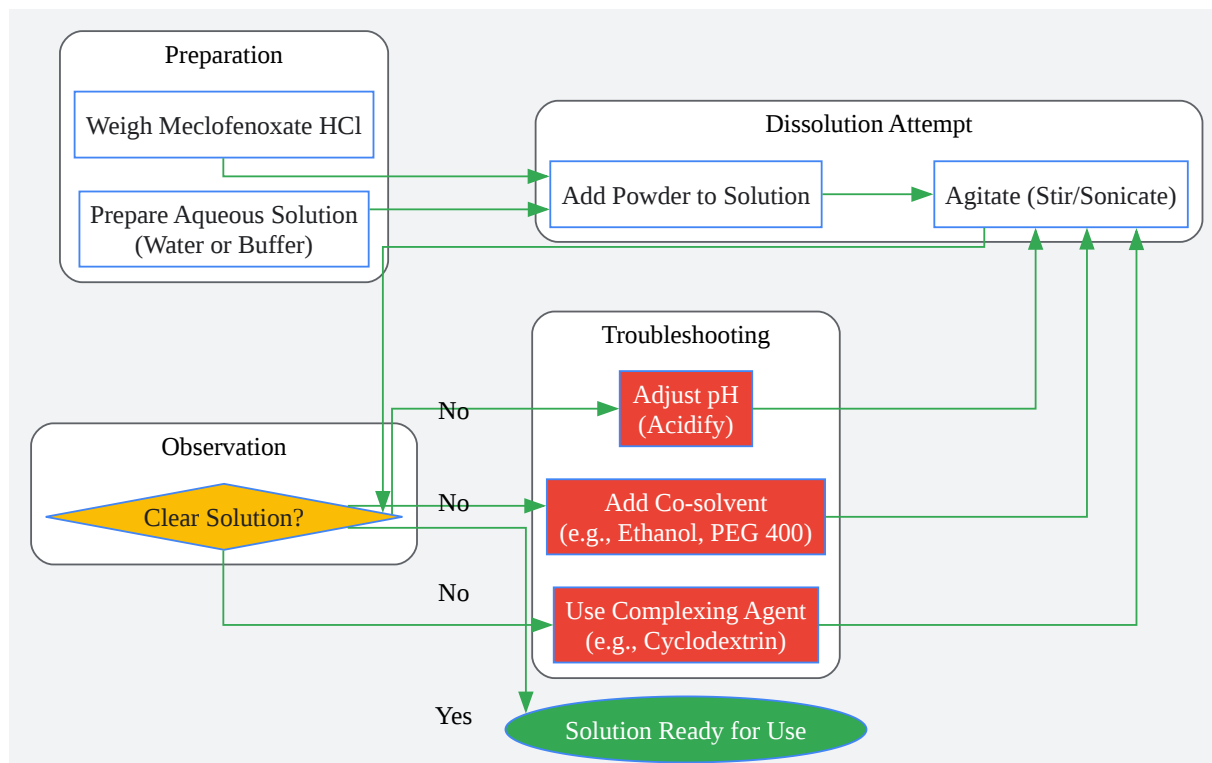 Preparation
Weigh Meclofenoxate HCl
Prepare Aqueous Solution
(Water or Buffer)
Dissolution Attempt
Add Powder to Solution
Agitate (Stir/Sonicate)
Troubleshooting
Adjust pH
(Acidify)
No
Observation
Clear Solution?
No
Add Co-solvent
(e.g., Ethanol, PEG 400)
No
Use Complexing Agent
(e.g., Cyclodextrin)
Yes
Solution Ready for Use